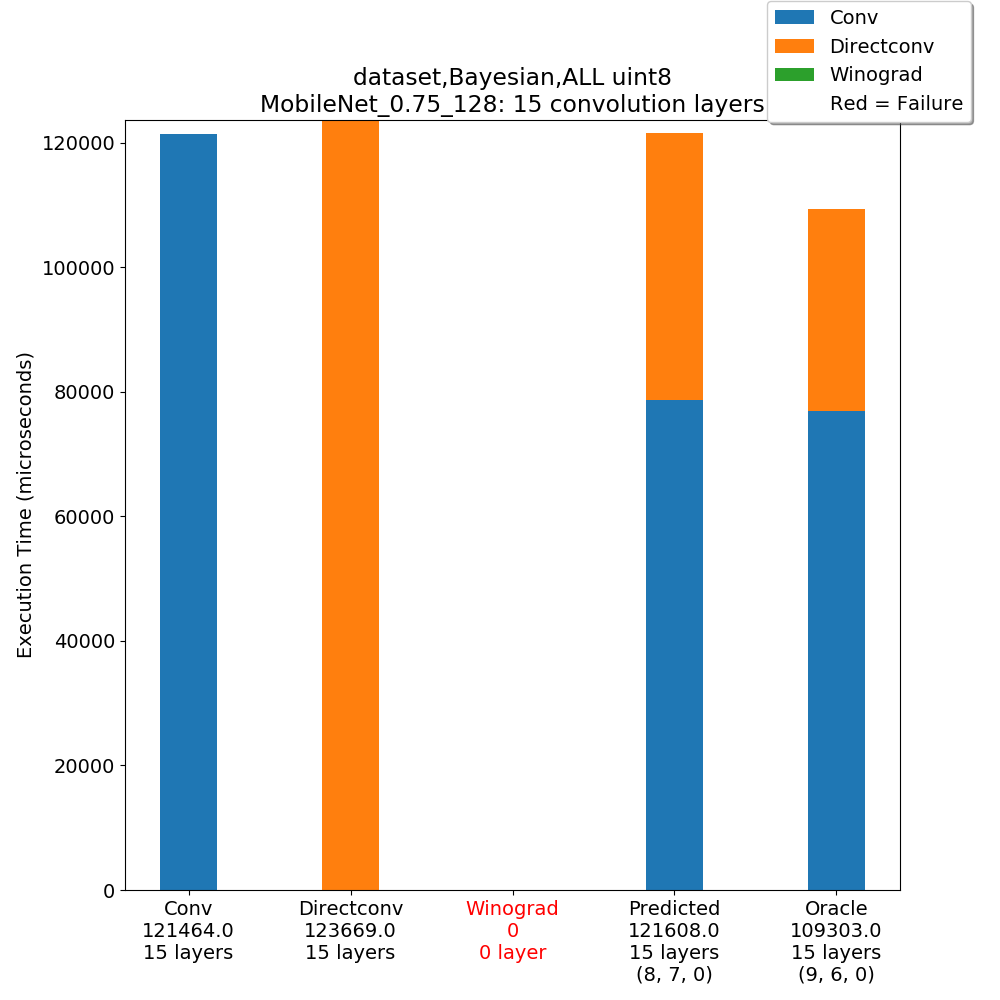 Conv
Directconv
Winograd
Red = Failure
dataset,Bayesian,ALL uint8
MobileNet_0.75_128: 15 convolution layers
120000
100000
80000
60000
40000
20000
0
Execution Time (microseconds)
Conv
121464.0
15 layers
Directconv
123669.0
15 layers
Winograd
0
0 layer
Predicted
121608.0
15 layers
(8, 7, 0)
Oracle
109303.0
15 layers
(9, 6, 0)